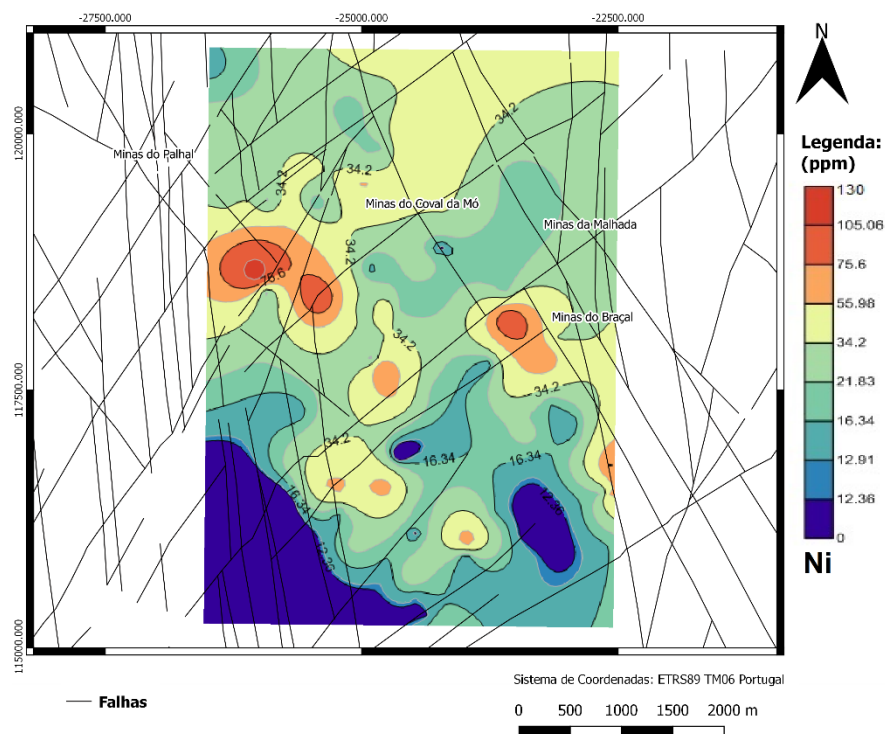 -27500.000
-25000.000
-22500.000
N
120000.000
117500.000
115000.000
Minas do Palhal
Minas do Coval da Mó
Minas da Malhada
Minas do Braçal
34.2
34.2
34.2
34.2
75.6
34.2
34.2
34.2
16.34
16.34
16.34
12.36
12.36
Legenda:
(ppm)
130
105.06
75.6
55.98
34.2
21.83
16.34
12.91
12.36
0
Ni
Sistema de Coordenadas: ETRS89 TM06 Portugal
Falhas
0 500 1000 1500 2000 m